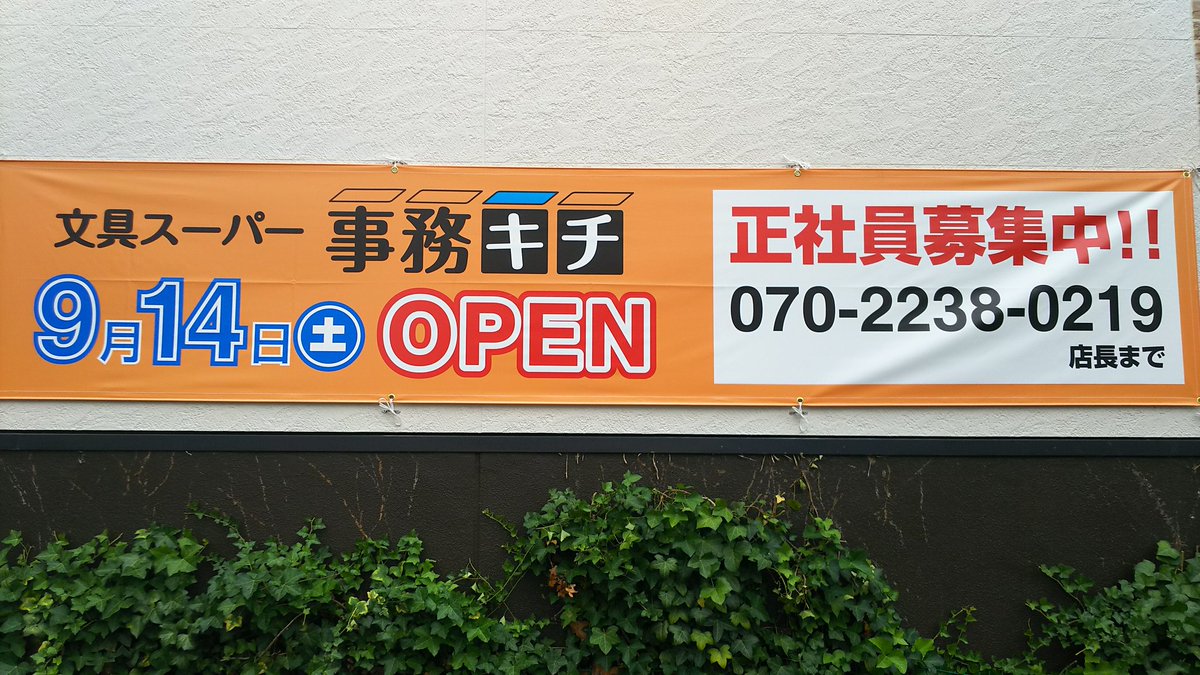 文具スーパー 事務キチ
9月14日土 OPEN
正社員募集中!!
070-2238-0219
店長まで